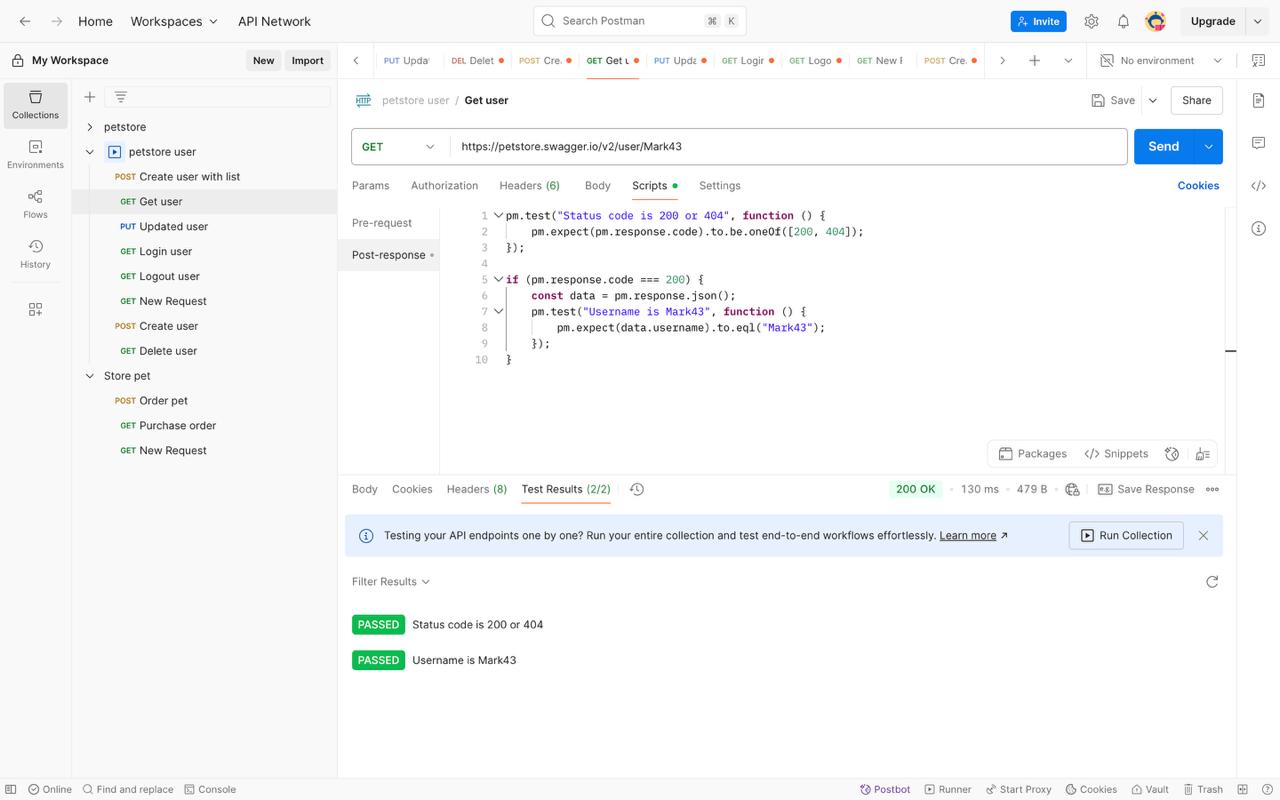 Home Workspaces API Network Search Postman ⌘ K Invite Upgrade
My Workspace New Import
PUT Upda DEL Delet POST Cre. GET Get u PUT Upda GET Logir GET Logo GET New F POST Cre. No environment
Collections
Environments
Flows
History
petstore
petstore user
POST Create user with list
GET Get user
PUT Updated user
GET Login user
GET Logout user
GET New Request
POST Create user
DEL Delete user
Store pet
POST Order pet
GET Purchase order
GET New Request
HTTP petstore user / Get user Save Share
GET https://petstore.swagger.io/v2/user/Mark43 Send
Params Authorization Headers (6) Body Scripts Settings Cookies
Pre-request
Post-response
1 pm.test("Status code is 200 or 404", function () {
2 pm.expect(pm.response.code).to.be.oneOf([200, 404]);
3 });
4
5 if (pm.response.code === 200) {
6 const data = pm.response.json();
7 pm.test("Username is Mark43", function () {
8 pm.expect(data.username).to.eql("Mark43");
9 });
10 }
Packages </> Snippets
Body Cookies Headers (8) Test Results (2/2) 200 OK 130 ms 479 B e.g. Save Response
Testing your API endpoints one by one? Run your entire collection and test end-to-end workflows effortlessly. Learn more Run Collection
Filter Results
PASSED Status code is 200 or 404
PASSED Username is Mark43
Online Find and replace Console Postbot Runner Start Proxy Cookies Vault Trash